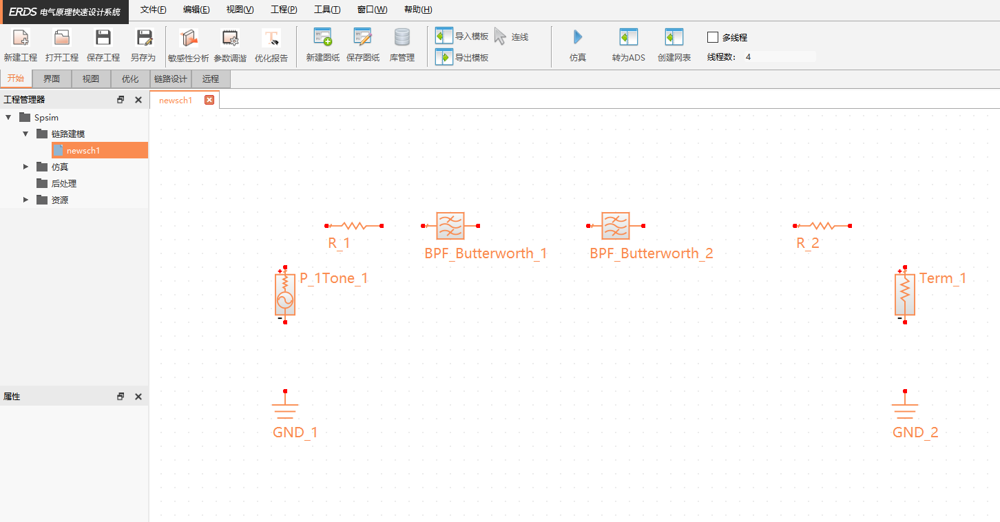 ERDS 电气原理快速设计系统 文件(F) 编辑(E) 视图(V) 工程(P) 工具(T) 窗口(W) 帮助(H)
导入模板 连线 多线程
新建工程 打开工程 保存工程 另存为 敏感性分析 参数调谐 优化报告 新建图纸 保存图纸 库管理 导出模板 仿真 转为ADS 创建网表 线程数: 4
开始 界面 视图 优化 链路设计 远程
工程管理器 newsch1
Spsim
链路建模
newsch1
仿真
后处理
资源
R_1 R_2
BPF_Butterworth_1 BPF_Butterworth_2
P_1Tone_1 Term_1
属性
GND_1 GND_2